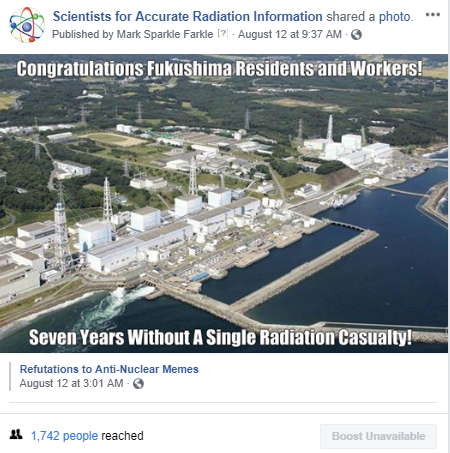 Scientists for Accurate Radiation Information shared a photo.
Published by Mark Sparkle Farkle [?] · August 12 at 9:37 AM ·
Congratulations Fukushima Residents and Workers!
Seven Years Without A Single Radiation Casualty!
Refutations to Anti-Nuclear Memes
August 12 at 3:01 AM ·
1,742 people reached
Boost Unavailable